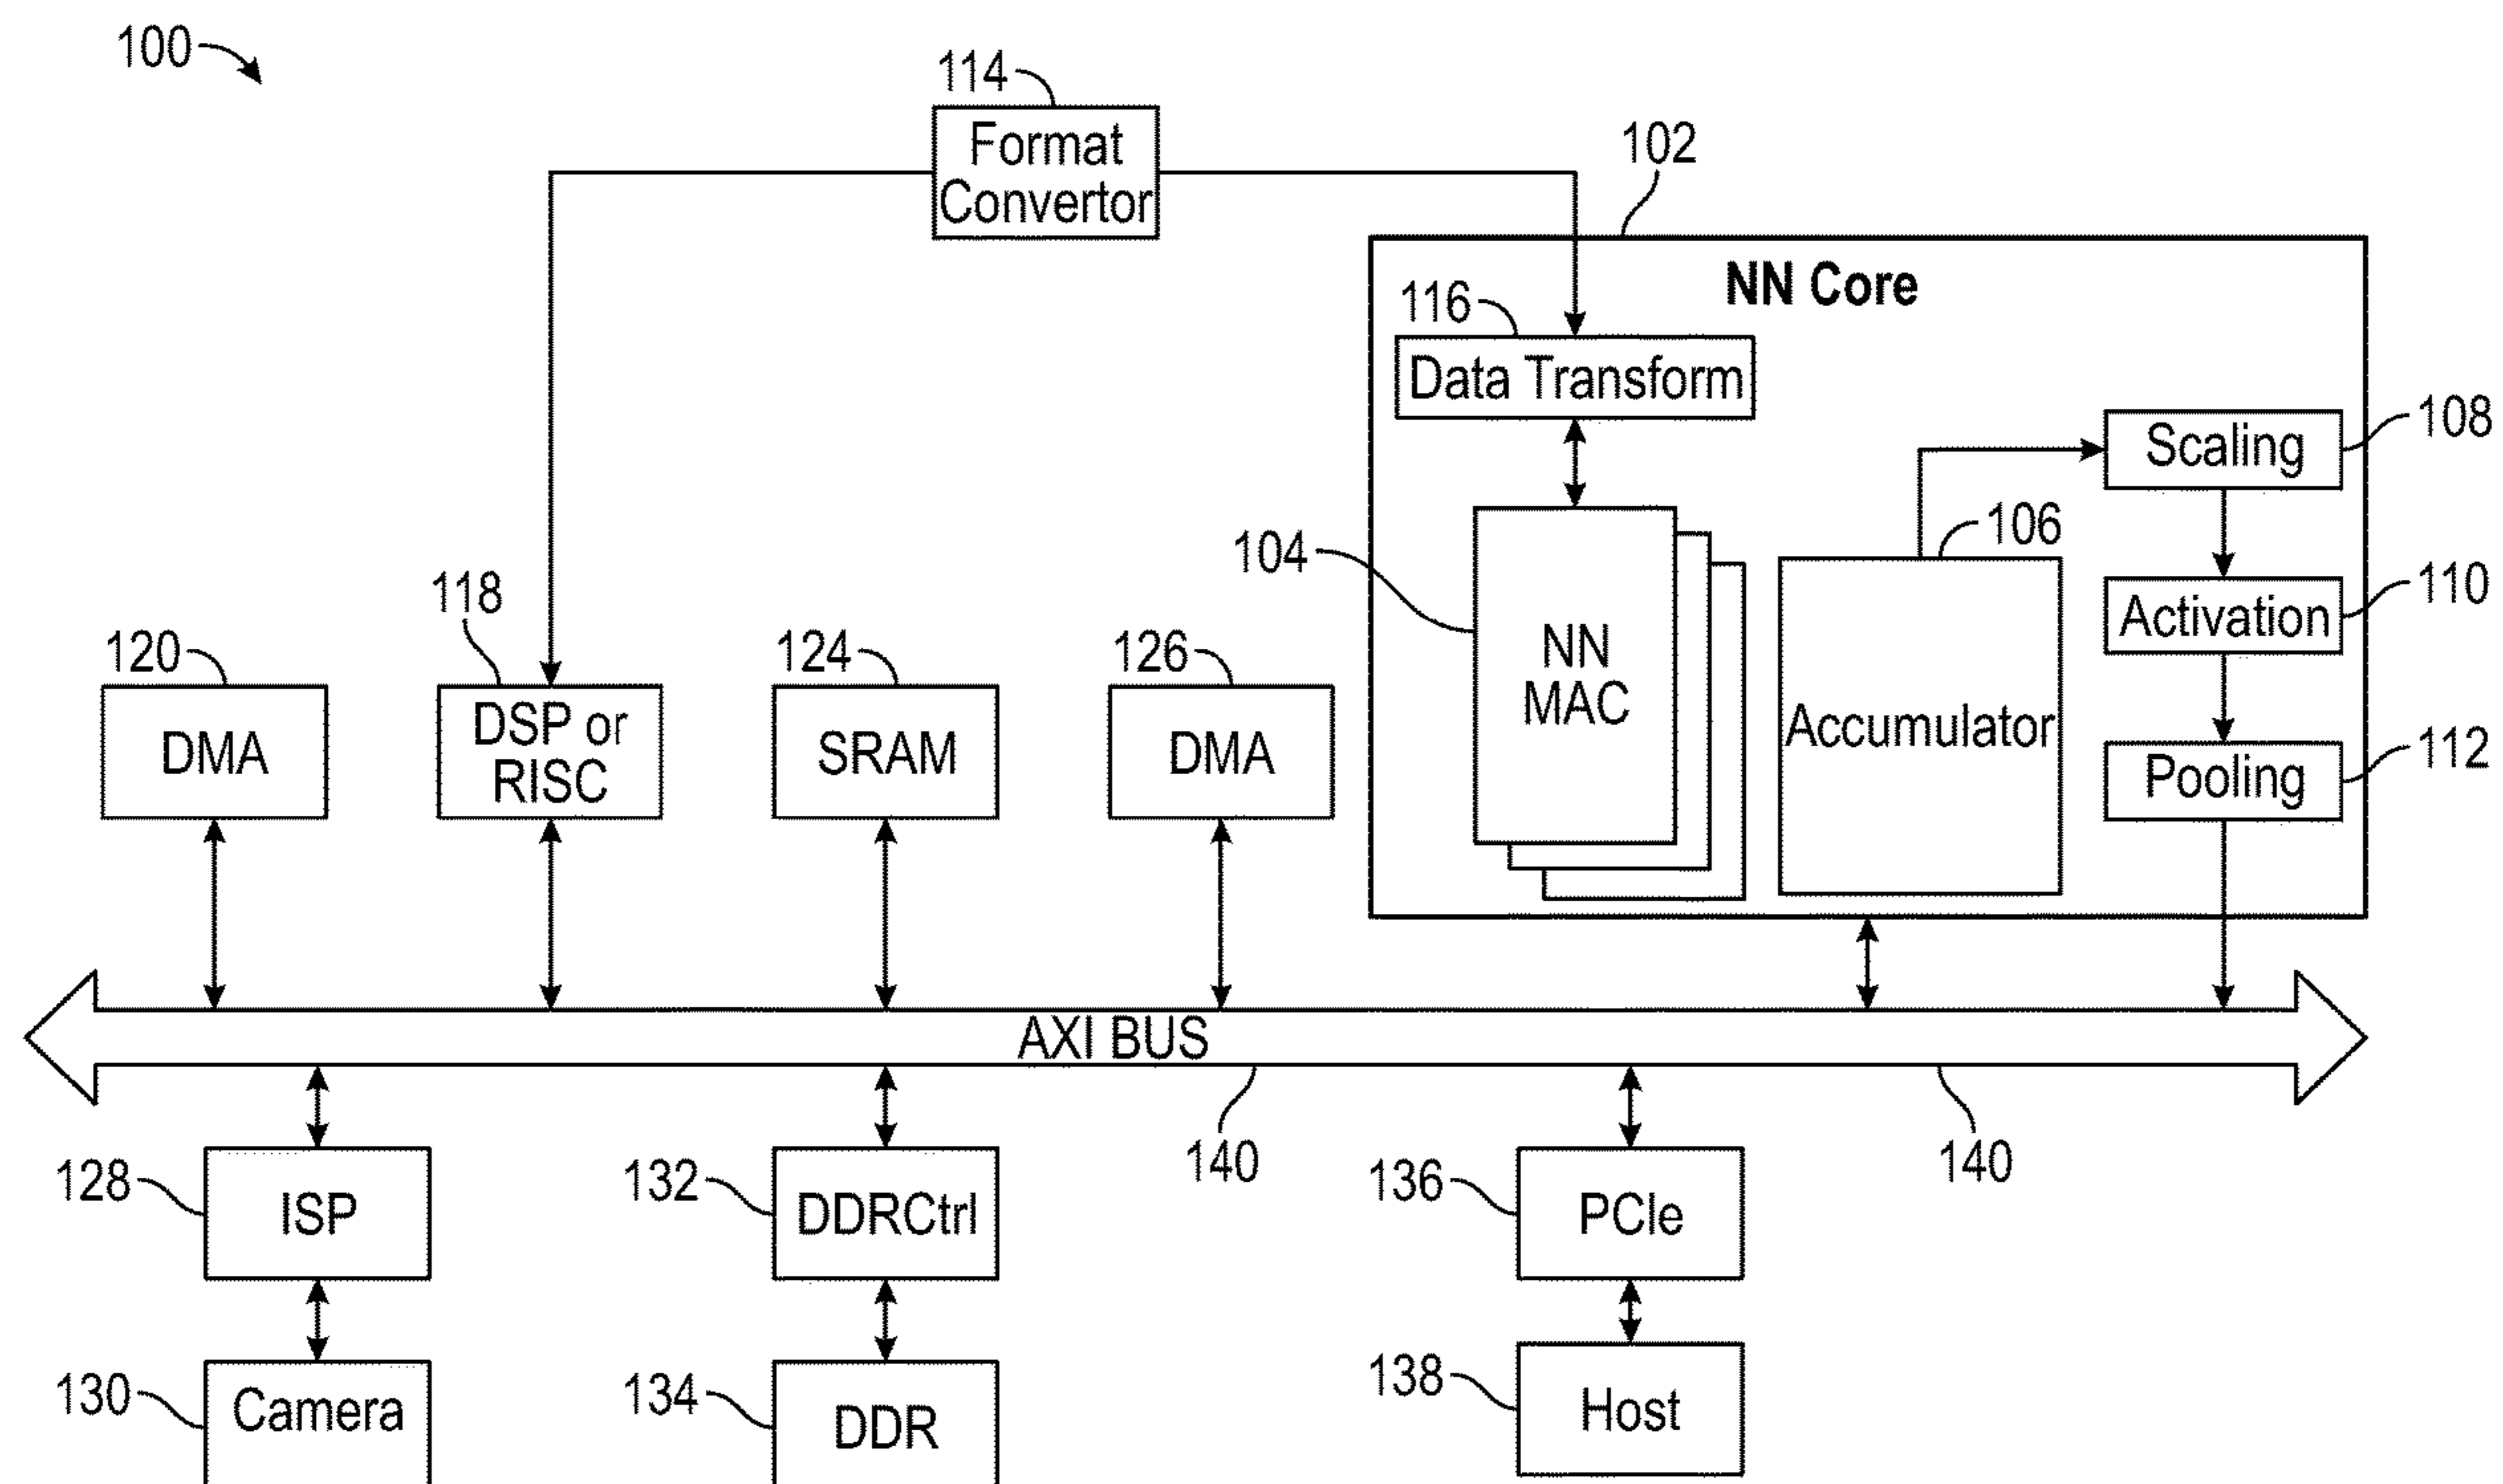 100
114
Format
Convertor
102
NN Core
116
Data Transform
108
Scaling
104
106
110
Activation
118
120
124
126
NN
MAC
Accumulator
DMA
DSP or
RISC
SRAM
DMA
112
Pooling
AXI BUS
140
140
128
ISP
132
DDRCtrl
136
PCIe
130
Camera
134
DDR
138
Host